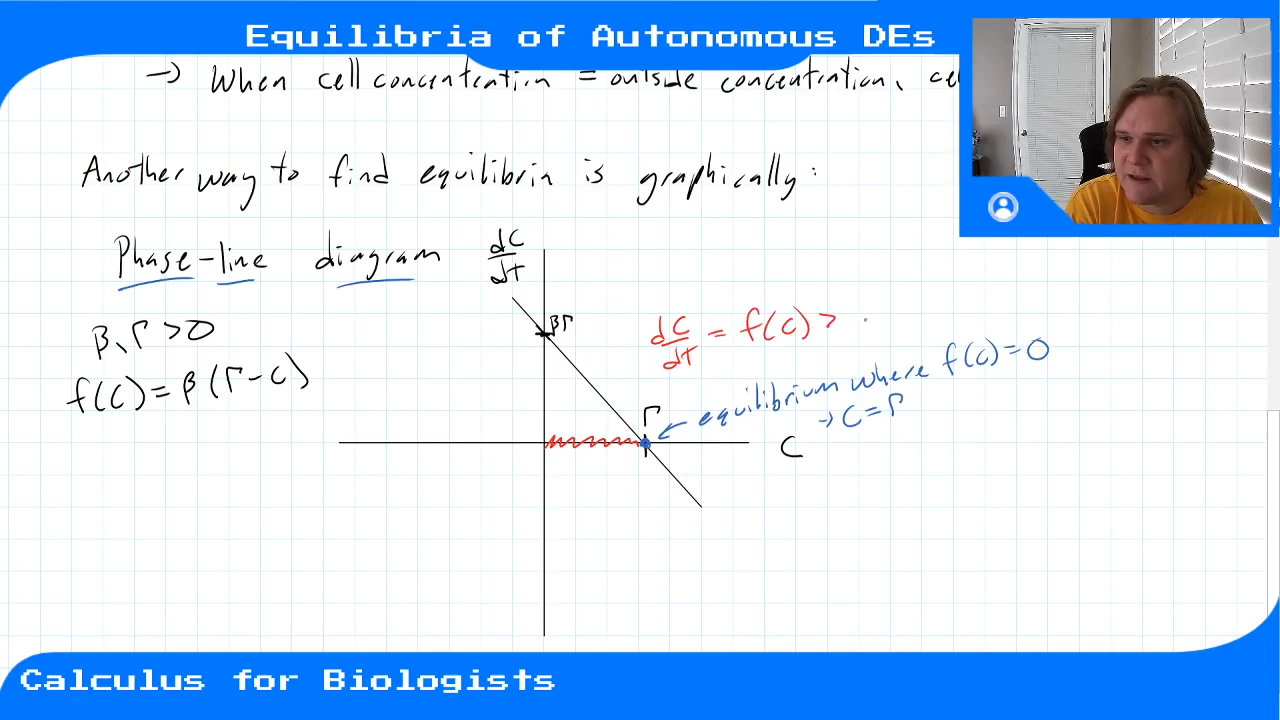 Equilibria of Autonomous DEs
→ When cell concentration = outside concentration,
Another way to find equilibria is graphically:
Phase-line diagram
dC/dt
β, Γ > 0
βΓ
dC/dt = f(C) >
f(C) = β(Γ - C)
equilibrium where f(C) = 0
→ C = Γ
Γ
C
Calculus for Biologists